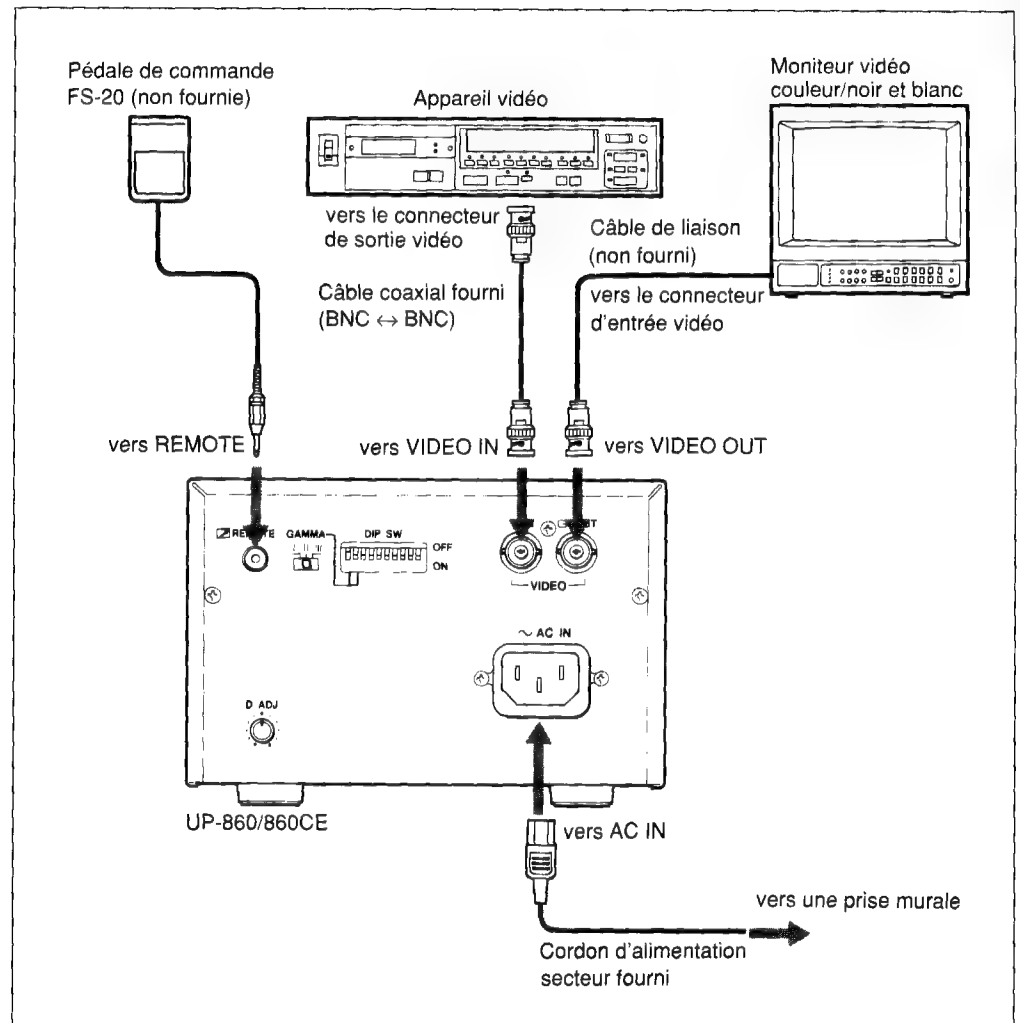 Pédale de commande
FS-20 (non fournie)
Appareil vidéo
Moniteur vidéo
couleur/noir et blanc
vers le connecteur
de sortie vidéo
Câble de liaison
(non fourni)
Câble coaxial fourni
(BNC ↔ BNC)
vers le connecteur
d'entrée vidéo
vers REMOTE
vers VIDEO IN
vers VIDEO OUT
GAMMA
DIP SW
OFF
ON
VIDEO
~ AC IN
D ADJ
UP-860/860CE
vers AC IN
vers une prise murale
Cordon d'alimentation
secteur fourni